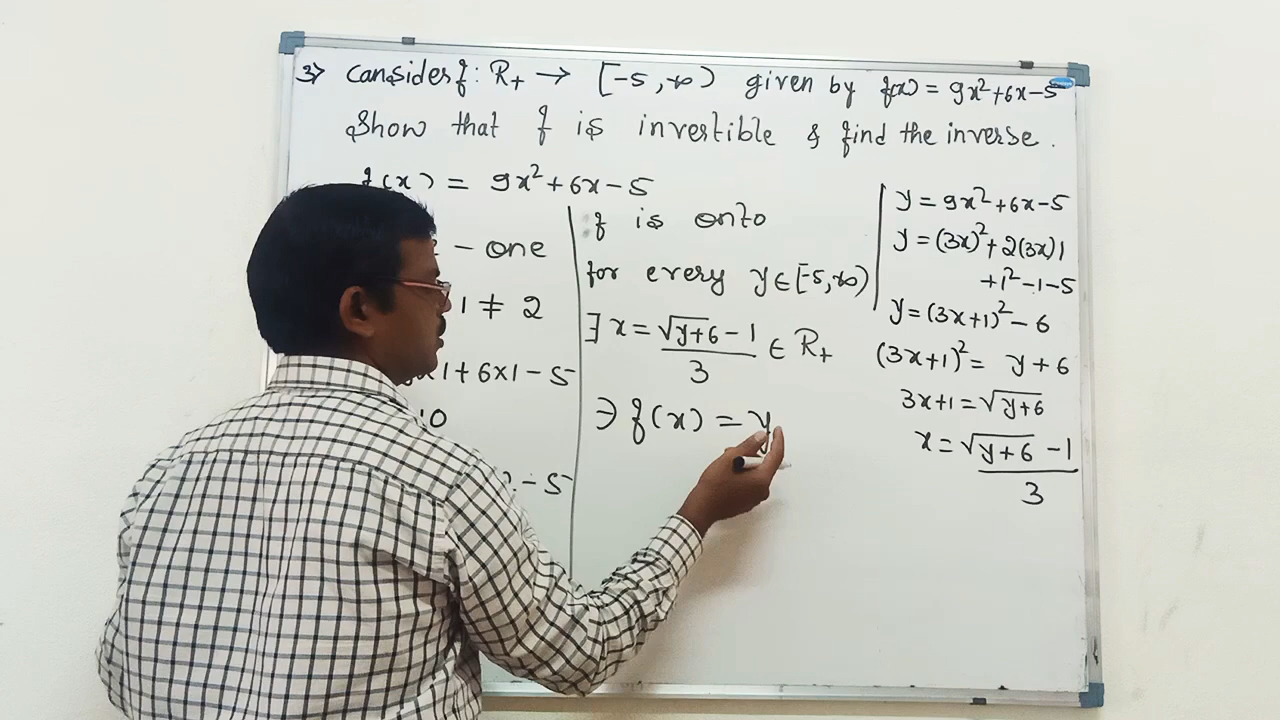 3) Cansider f : R₊ → [-5, ∞) given by f(x) = 9x² + 6x - 5
Show that f is invertible & find the inverse.
f(x) = 9x² + 6x - 5
- one
1 ≠ 2
x1 + 6x1 - 5
10
- 5
f is onto
for every y ∈ [-5, ∞)
∃ x = √(y+6) - 1 / 3 ∈ R₊
∋ f(x) = y
y = 9x² + 6x - 5
y = (3x)² + 2(3x)1
+ 1² - 1 - 5
y = (3x+1)² - 6
(3x+1)² = y + 6
3x+1 = √(y+6)
x = √(y+6) - 1
3